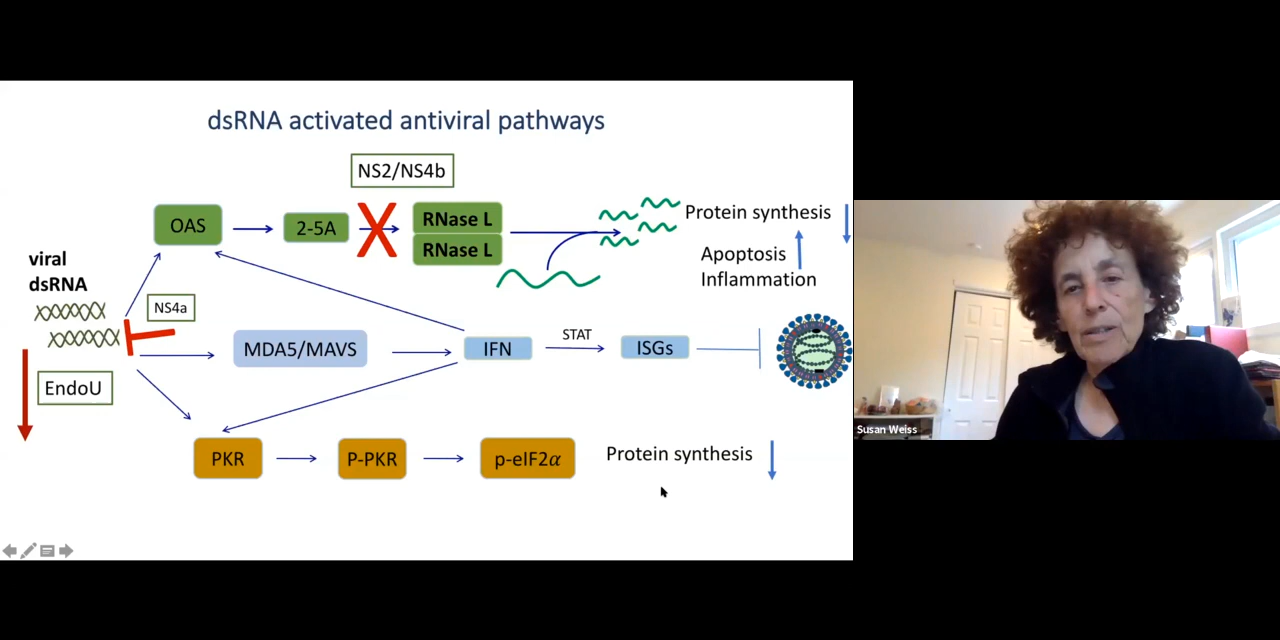 dsRNA activated antiviral pathways
NS2/NS4b
OAS
2-5A
RNase L
RNase L
Protein synthesis
Apoptosis
Inflammation
viral
dsRNA
NS4a
MDA5/MAVS
IFN
STAT
ISGs
EndoU
PKR
P-PKR
p-eIF2α
Protein synthesis
Susan Weiss